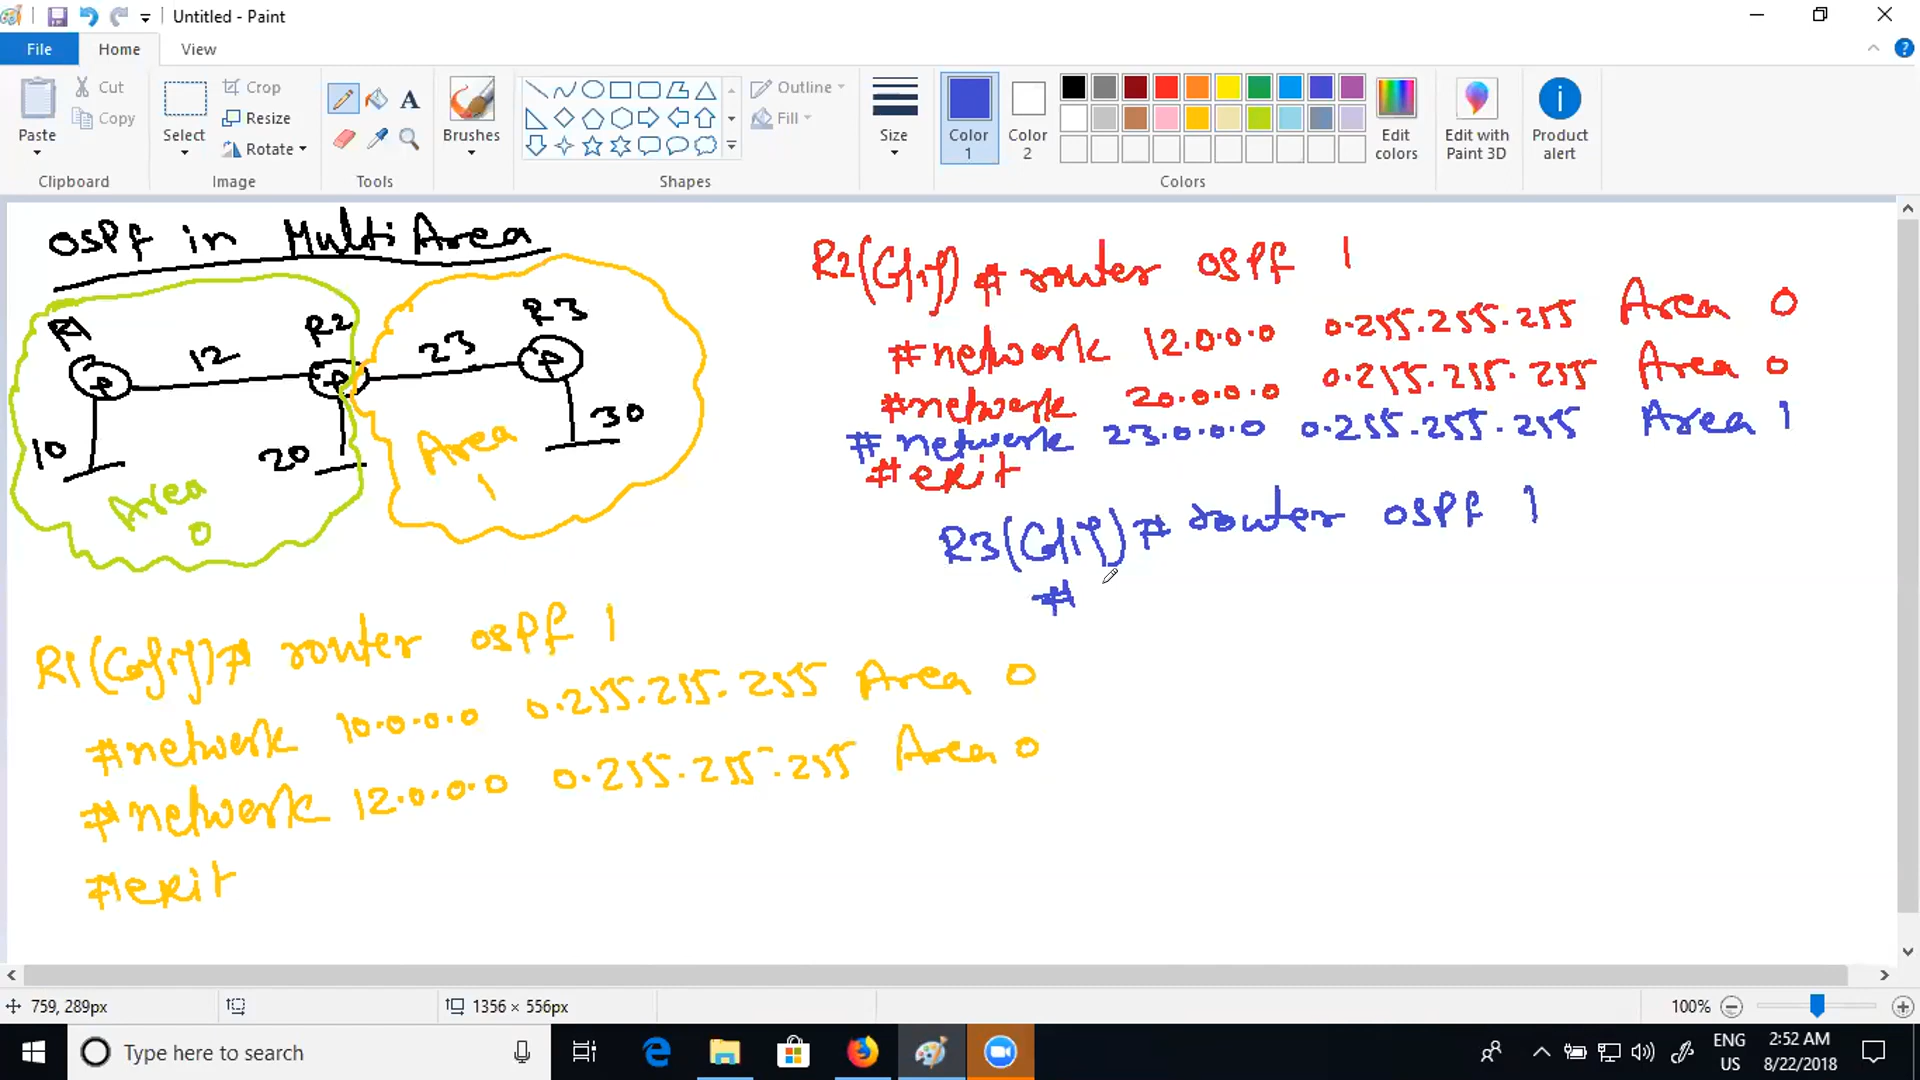 Untitled - Paint
File Home View
Paste
Cut
Copy
Clipboard
Select
Crop
Resize
Rotate
Image
Tools
Brushes
Shapes
Outline
Fill
Size
Color 1
Color 2
Colors
Edit colors
Edit with Paint 3D
Product alert
OSPF in Multi Area
R1
12
R2
23
R3
10
20
30
Area 0
Area 1
R2(Config) # router OSPF 1
#network 12.0.0.0 0.255.255.255 Area 0
#network 20.0.0.0 0.255.255.255 Area 0
# network 23.0.0.0 0.255.255.255 Area 1
#exit
R3(Config)# router OSPF 1
#
R1(Config)# router OSPF 1
#network 10.0.0.0 0.255.255.255 Area 0
#network 12.0.0.0 0.255.255.255 Area 0
#exit
759, 289px
1356 × 556px
100%
Type here to search
ENG
US
2:52 AM
8/22/2018